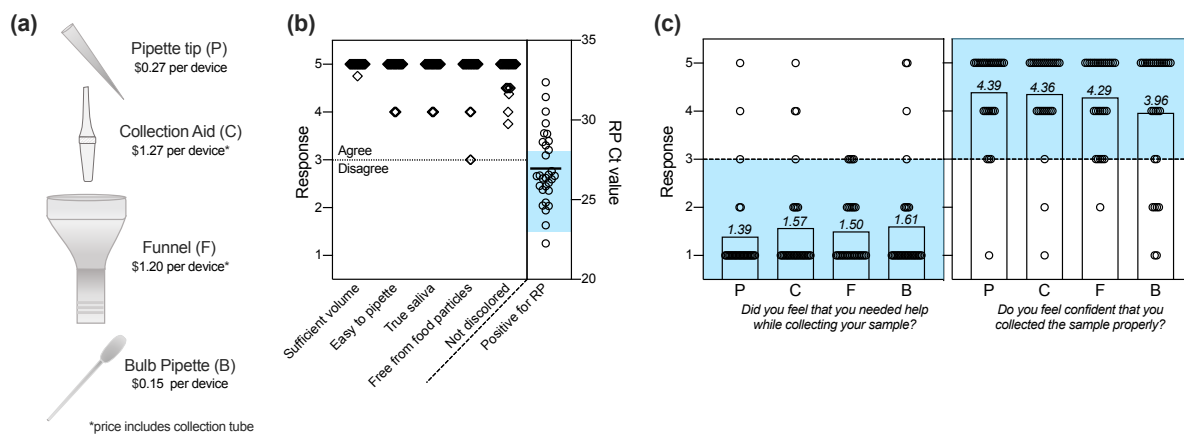 (a)
Pipette tip (P)
$0.27 per device
Collection Aid (C)
$1.27 per device*
Funnel (F)
$1.20 per device*
Bulb Pipette (B)
$0.15 per device
*price includes collection tube
(b)
Response
5
4
3
2
1
Agree
Disagree
35
30
25
20
RP Ct value
Sufficient volume
Easy to pipette
True saliva
Free from food particles
Not discolored
Positive for RP
(c)
Response
5
4
3
2
1
1.39
1.57
1.50
1.61
P
C
F
B
Did you feel that you needed help
while collecting your sample?
4.39
4.36
4.29
3.96
P
C
F
B
Do you feel confident that you
collected the sample properly?